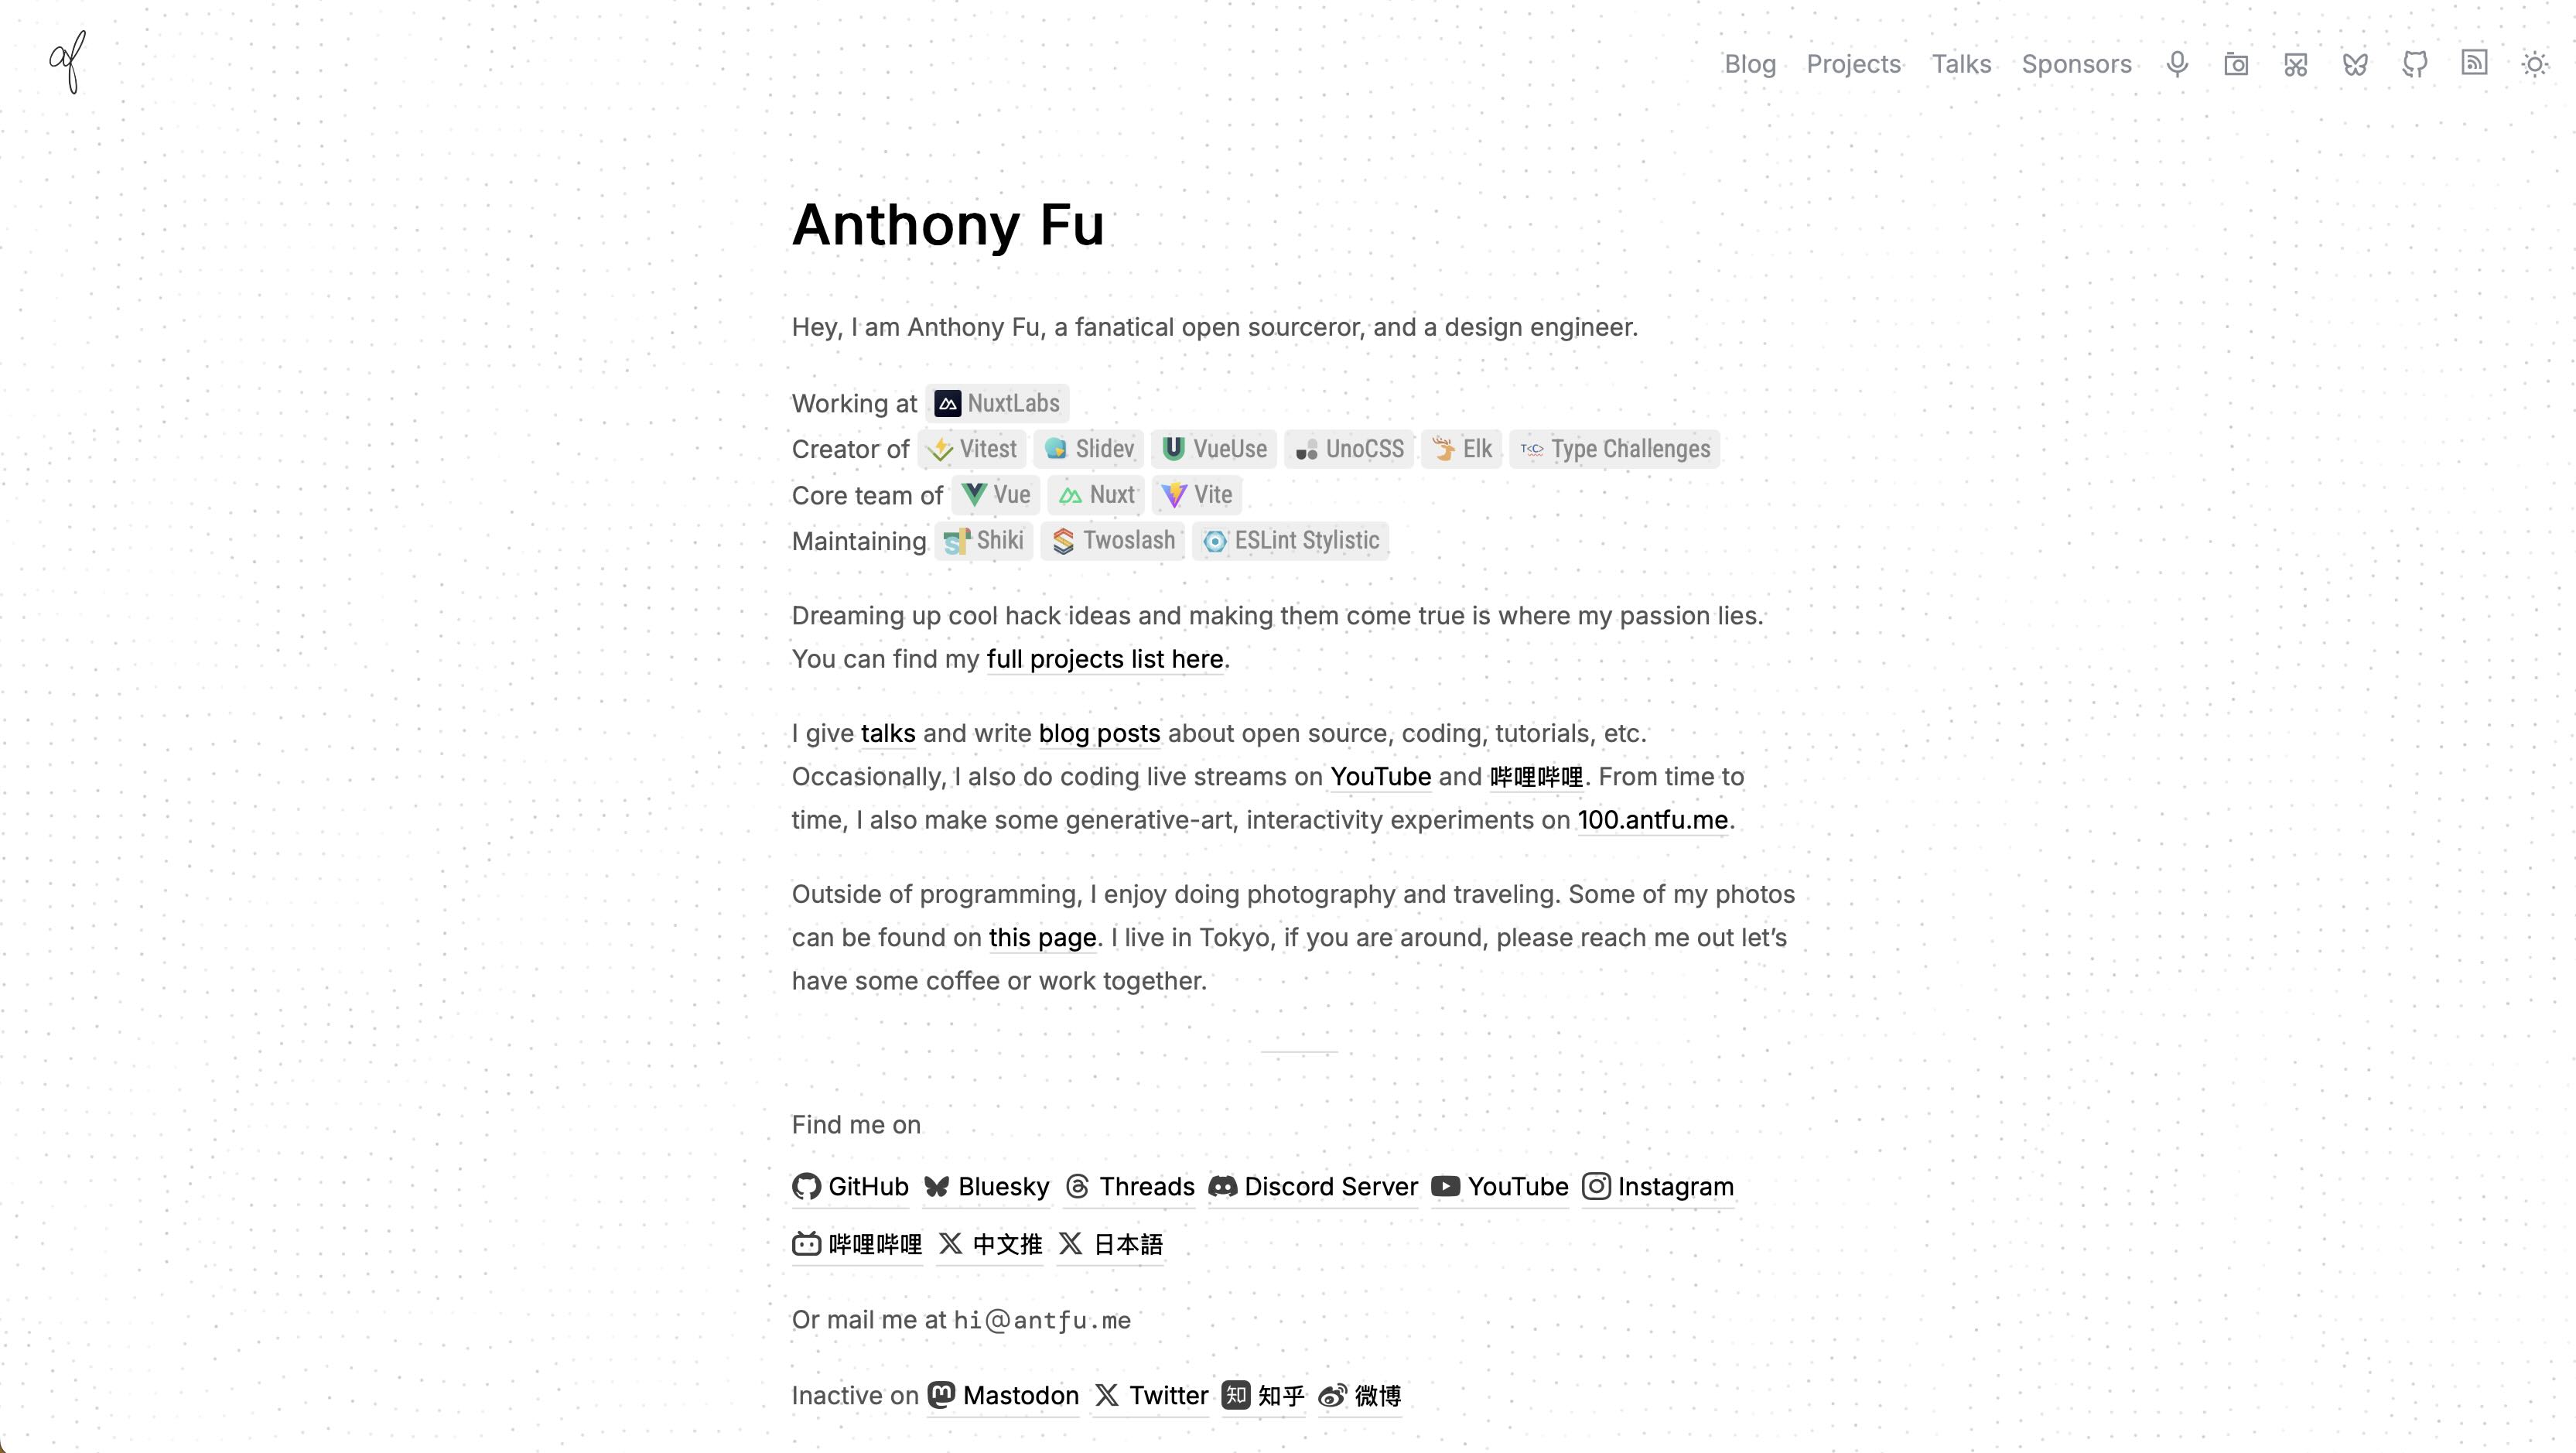 af
Blog Projects Talks Sponsors
Anthony Fu
Hey, I am Anthony Fu, a fanatical open sourceror, and a design engineer.
Working at NuxtLabs
Creator of Vitest Slidev VueUse UnoCSS Elk T<C> Type Challenges
Core team of Vue Nuxt Vite
Maintaining Shiki Twoslash ESLint Stylistic
Dreaming up cool hack ideas and making them come true is where my passion lies.
You can find my full projects list here.
I give talks and write blog posts about open source, coding, tutorials, etc.
Occasionally, I also do coding live streams on YouTube and 哔哩哔哩. From time to
time, I also make some generative-art, interactivity experiments on 100.antfu.me.
Outside of programming, I enjoy doing photography and traveling. Some of my photos
can be found on this page. I live in Tokyo, if you are around, please reach me out let’s
have some coffee or work together.
Find me on
GitHub Bluesky Threads Discord Server YouTube Instagram
哔哩哔哩 中文推 日本語
Or mail me at hi@antfu.me
Inactive on Mastodon Twitter 知 知乎 微博